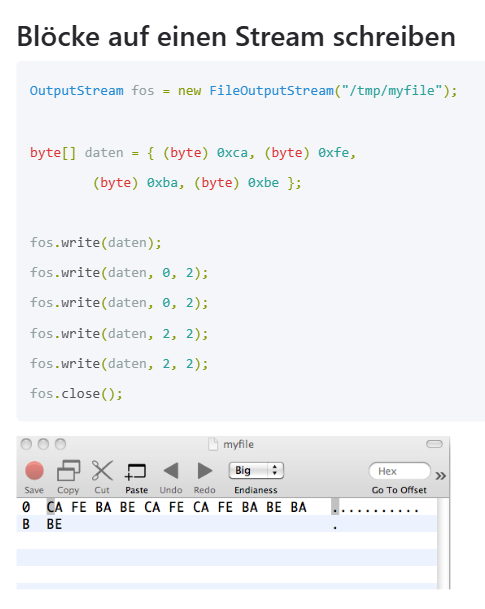 Blöcke auf einen Stream schreiben
OutputStream fos = new FileOutputStream("/tmp/myfile");
byte[] daten = { (byte) 0xca, (byte) 0xfe,
(byte) 0xba, (byte) 0xbe };
fos.write(daten);
fos.write(daten, 0, 2);
fos.write(daten, 0, 2);
fos.write(daten, 2, 2);
fos.write(daten, 2, 2);
fos.close();
myfile
Big Hex »
Save Copy Cut Paste Undo Redo Endianess Go To Offset
0 CA FE BA BE CA FE CA FE BA BE BA ...........
B BE .